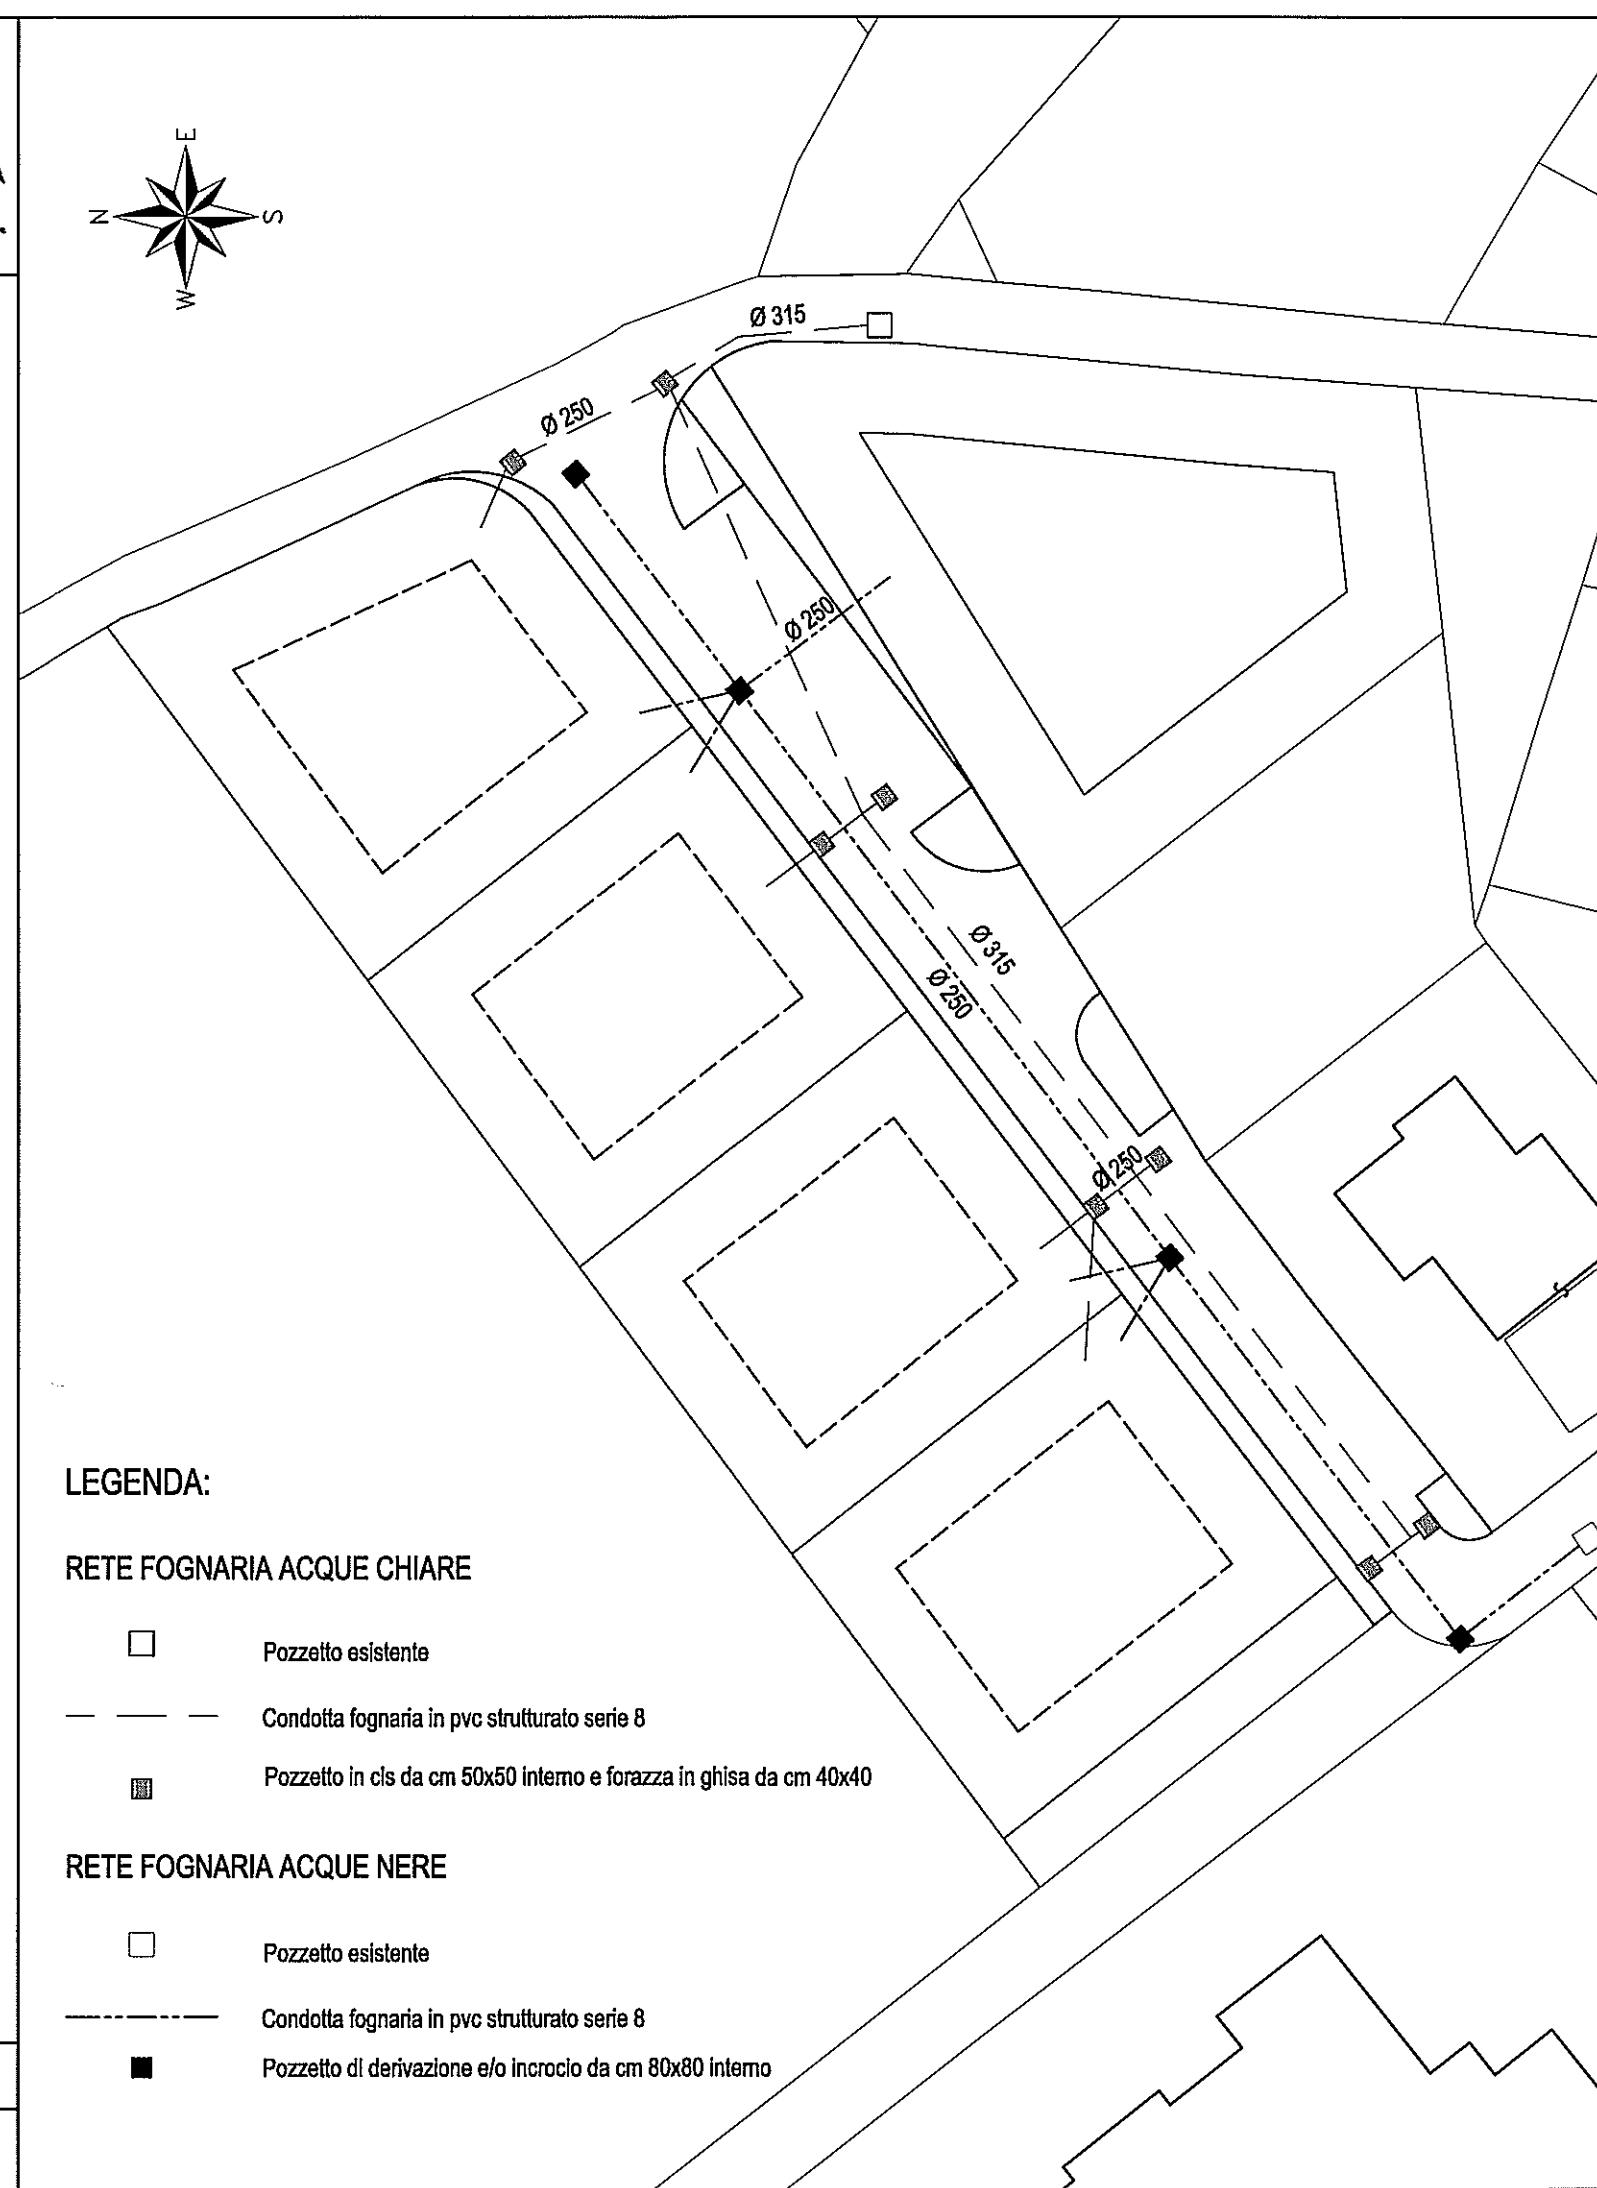 E
N
S
W
Ø 315
Ø 250
Ø 250
Ø 315
Ø 250
Ø 250
LEGENDA:
RETE FOGNARIA ACQUE CHIARE
Pozzetto esistente
Condotta fognaria in pvc strutturato serie 8
Pozzetto in cls da cm 50x50 interno e forazza in ghisa da cm 40x40
RETE FOGNARIA ACQUE NERE
Pozzetto esistente
Condotta fognaria in pvc strutturato serie 8
Pozzetto di derivazione e/o incrocio da cm 80x80 interno